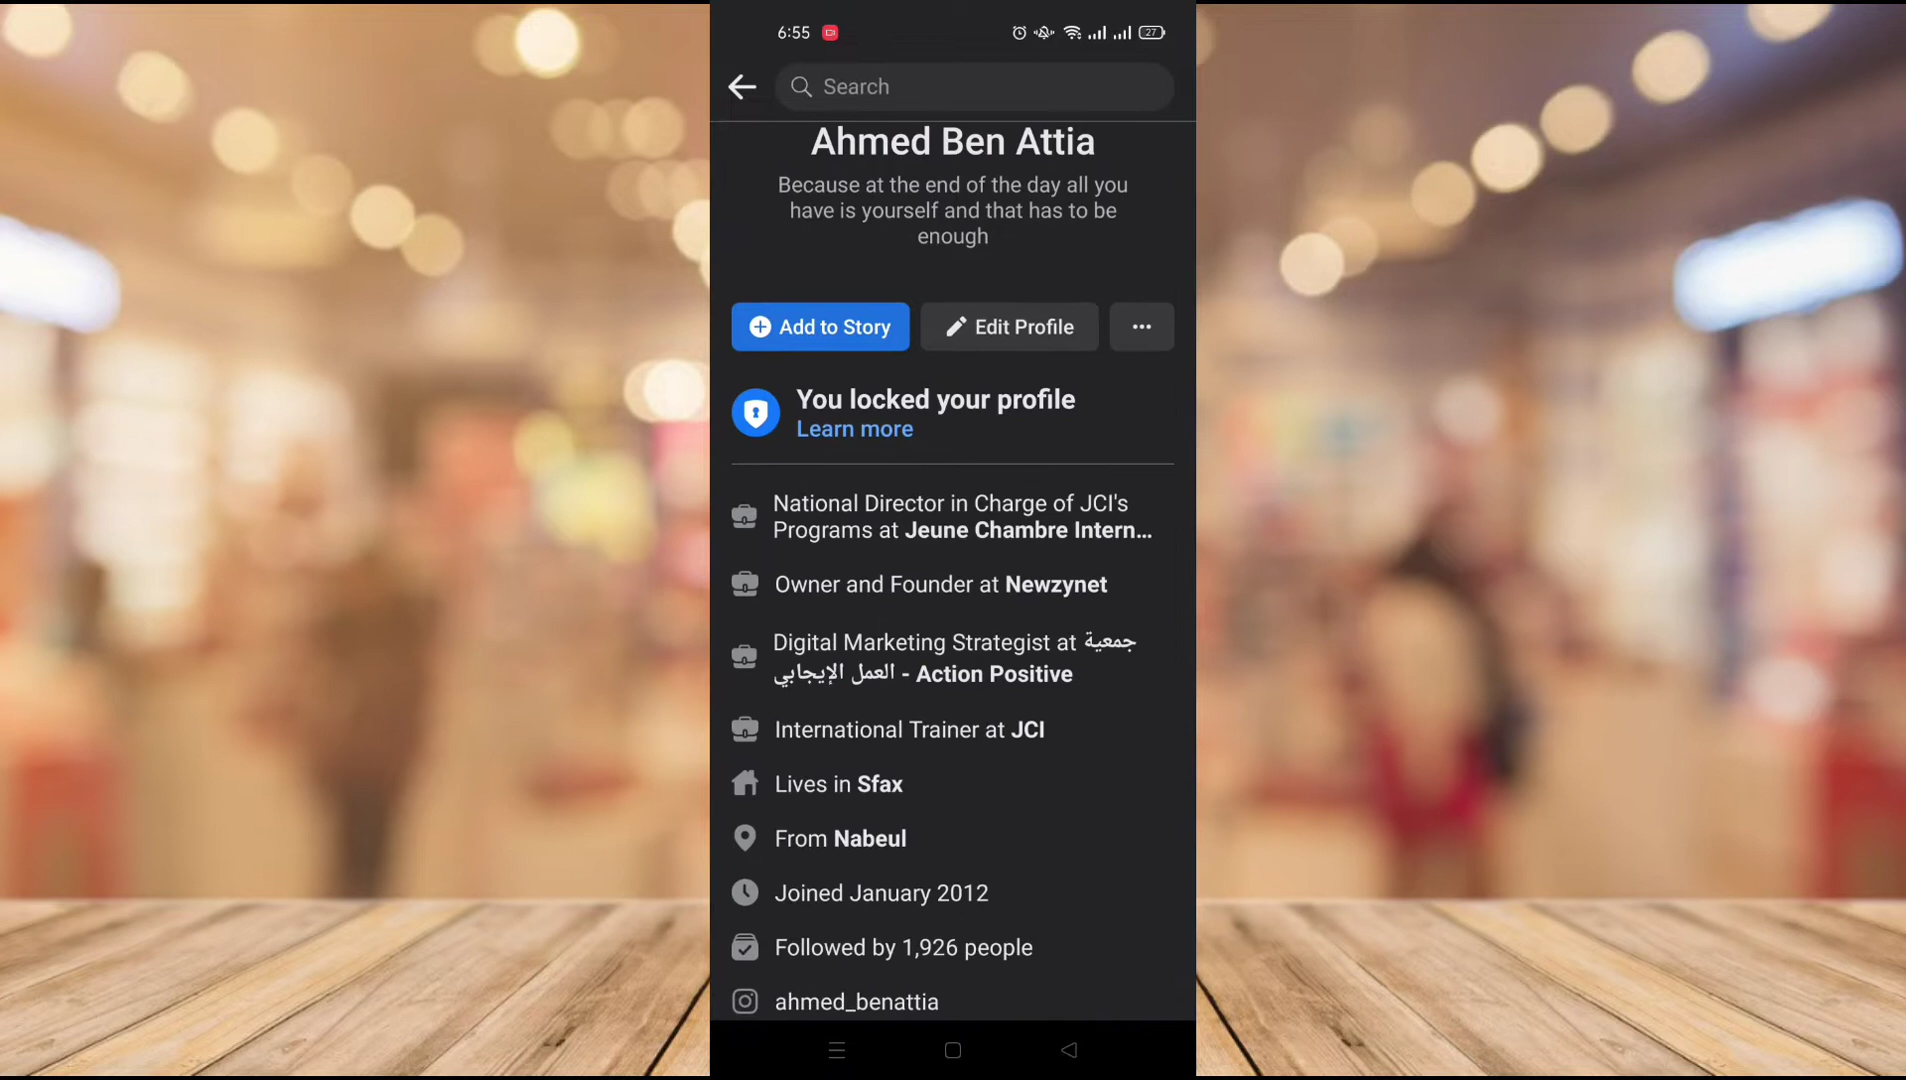 6:55
27
Search
Ahmed Ben Attia
Because at the end of the day all you
have is yourself and that has to be
enough
Add to Story
Edit Profile
You locked your profile
Learn more
National Director in Charge of JCI's
Programs at Jeune Chambre Intern...
Owner and Founder at Newzynet
Digital Marketing Strategist at جمعية
العمل الإيجابي - Action Positive
International Trainer at JCI
Lives in Sfax
From Nabeul
Joined January 2012
Followed by 1,926 people
ahmed_benattia